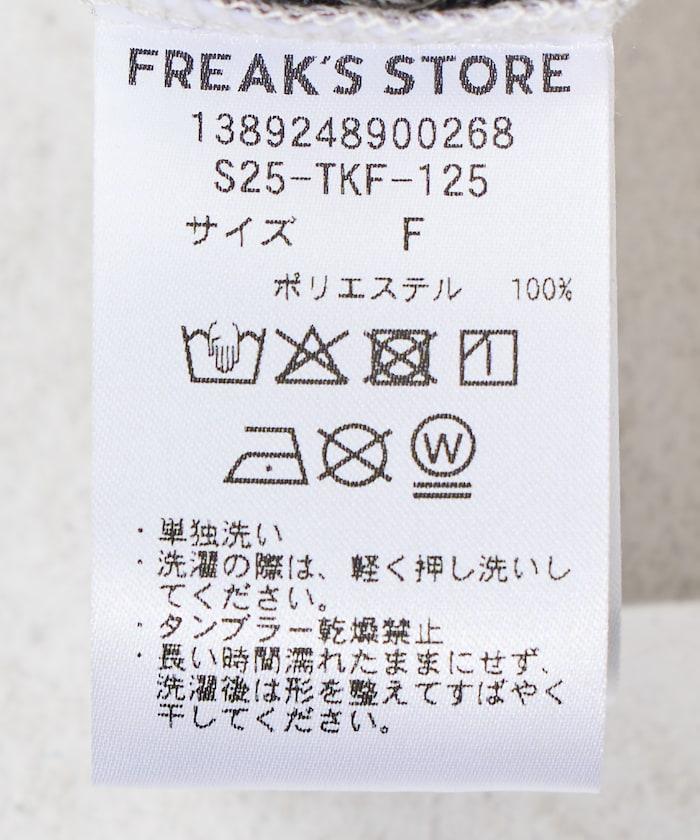 FREAK'S STORE
1389248900268
S25-TKF-125
サイズ F
ポリエステル 100%
W
・単独洗い
・洗濯の際は、軽く押し洗いし
てください。
・タンブラー乾燥禁止
・長い時間濡れたままにせず、
洗濯後は形を整えてすばやく
干してください。